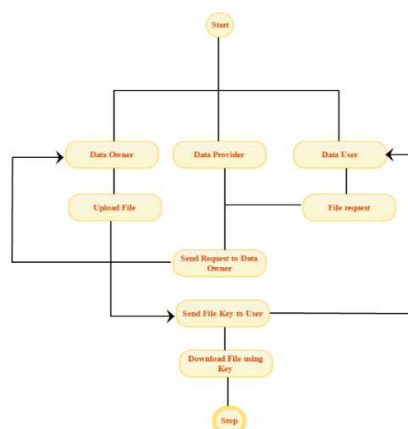 Start
Data Owner
Data Provider
Data User
Upload File
File request
Send Request to Data
Owner
Send File Key to User
Download File using
Key
Stop